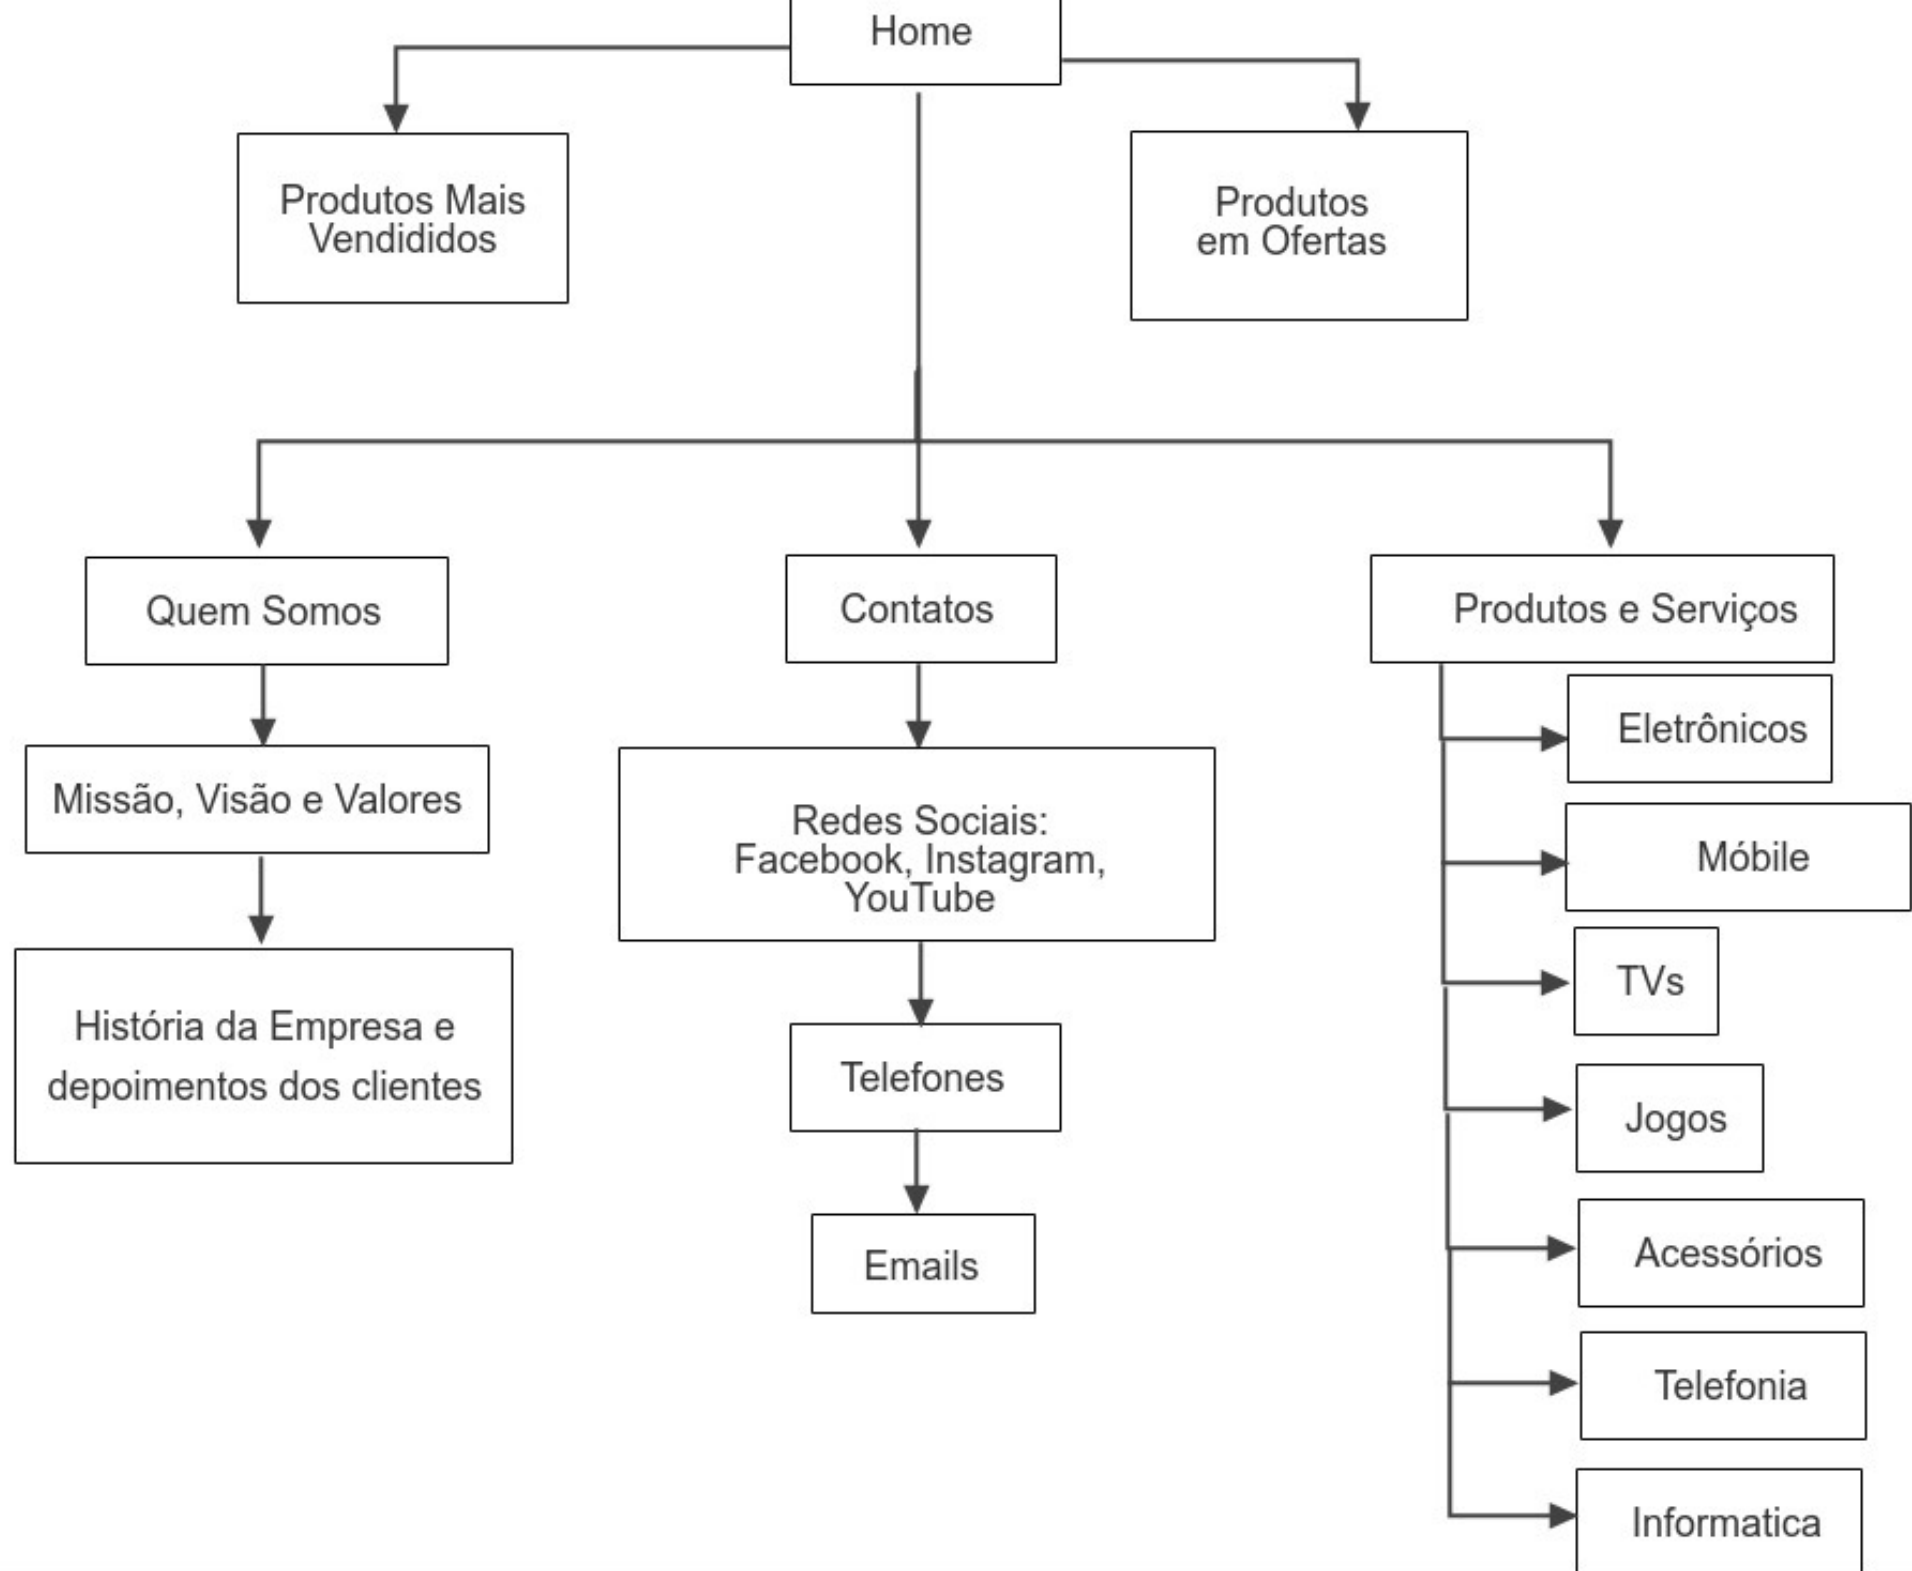 Home
Produtos Mais
Vendididos
Produtos
em Ofertas
Quem Somos
Contatos
Produtos e Serviços
Missão, Visão e Valores
Redes Sociais:
Facebook, Instagram,
YouTube
Eletrônicos
Móbile
TVs
História da Empresa e
depoimentos dos clientes
Telefones
Jogos
Emails
Acessórios
Telefonia
Informatica